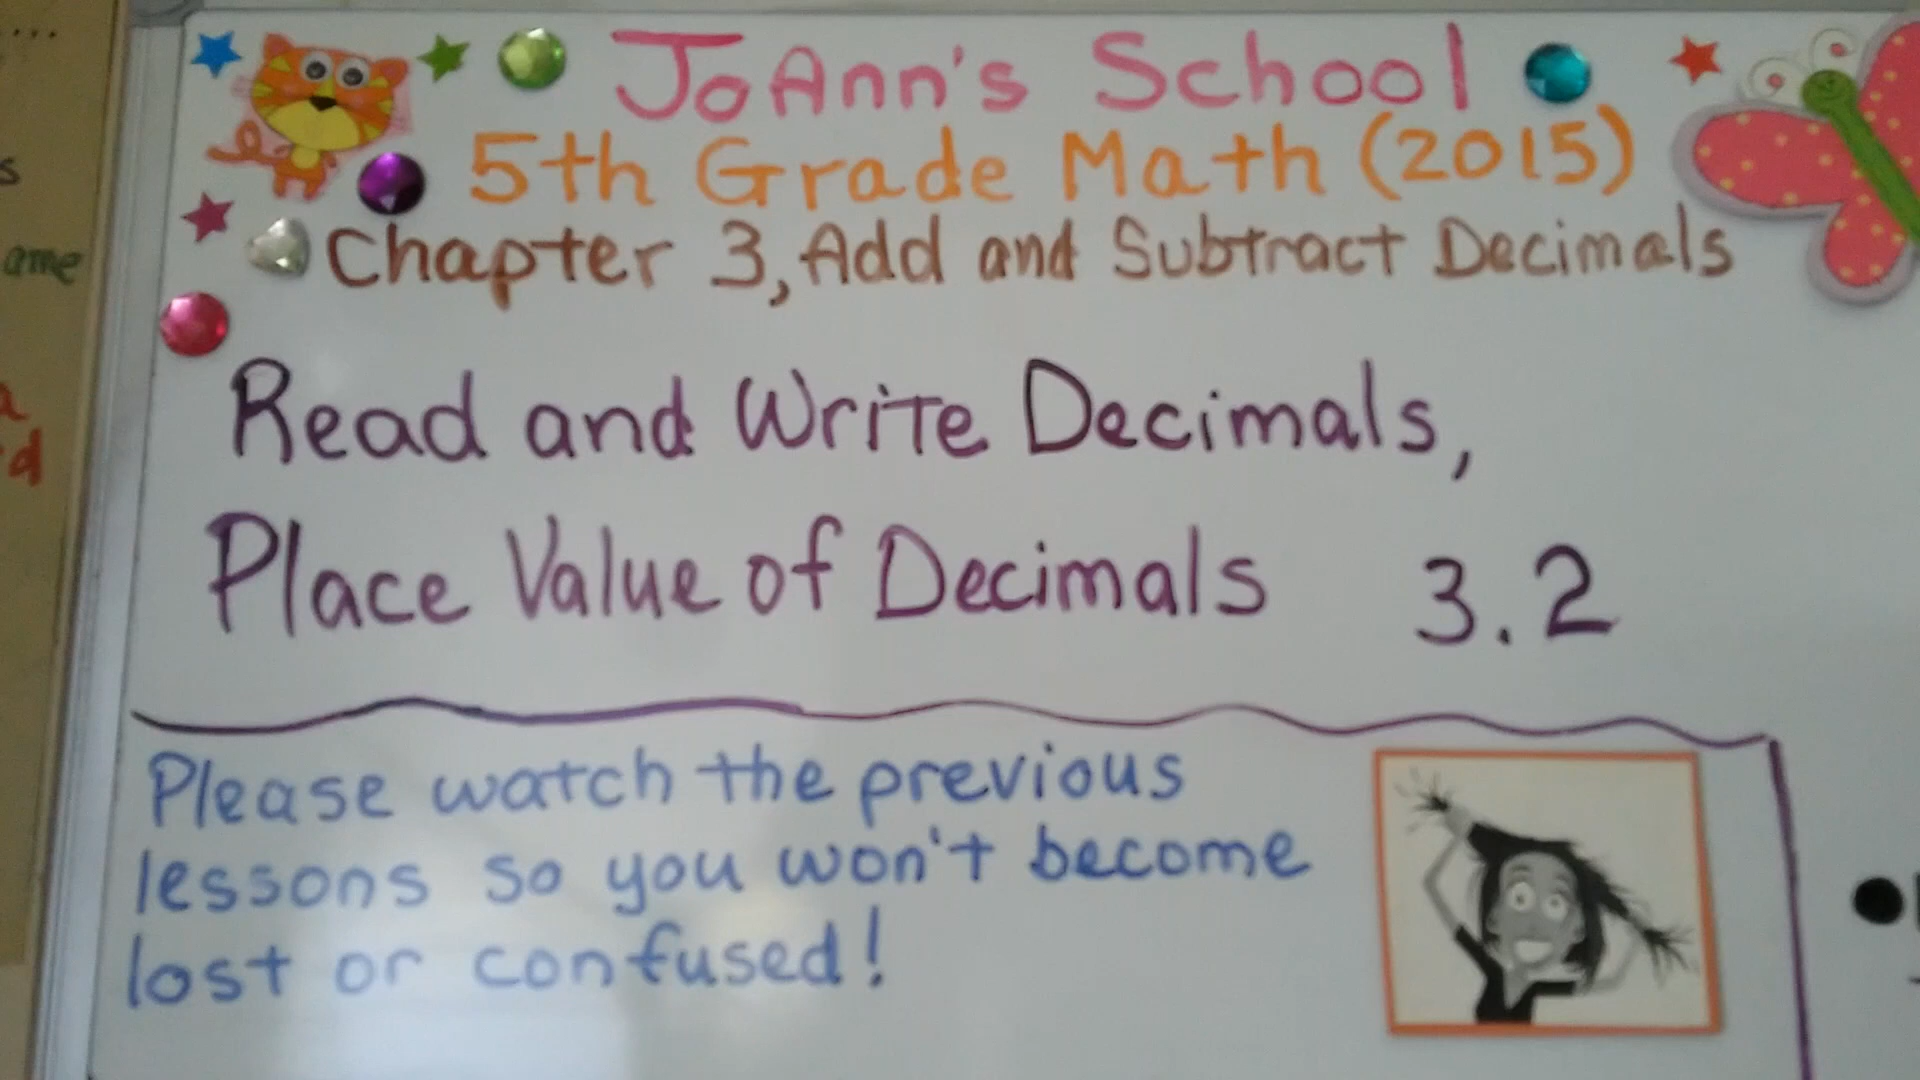 JoAnn's School
5th Grade Math (2015)
Chapter 3, Add and Subtract Decimals
Read and Write Decimals,
Place Value of Decimals 3.2
Please watch the previous
lessons so you won't become
lost or confused!
ame